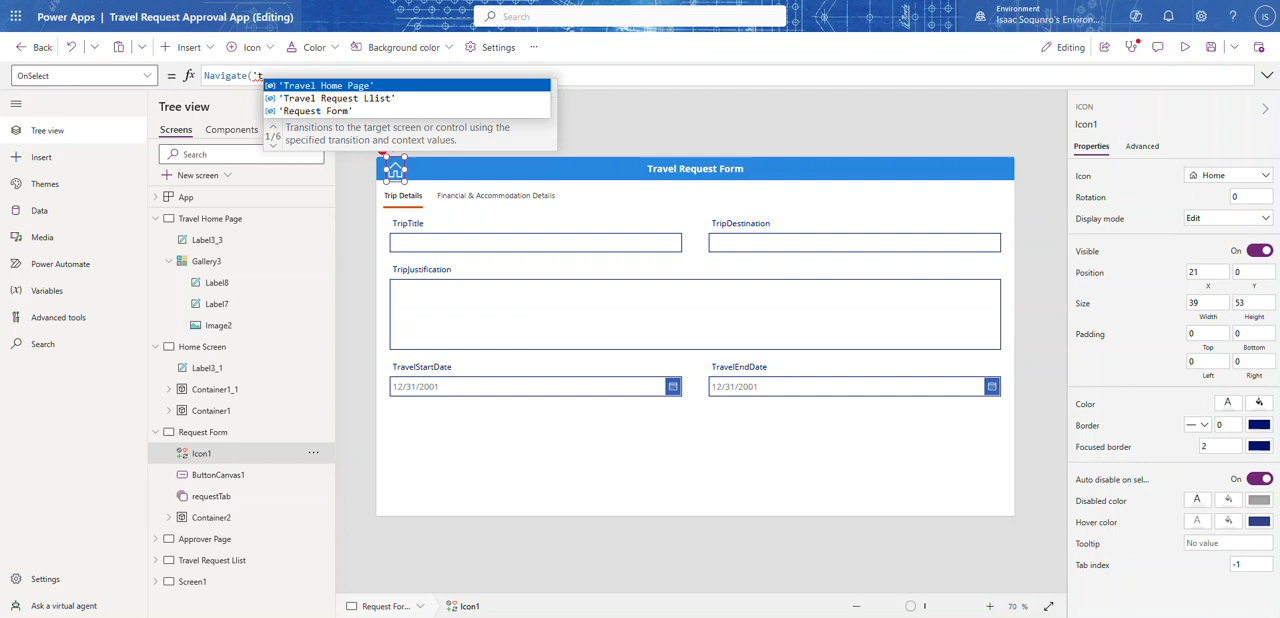 Power Apps | Travel Request Approval App (Editing)
Search
Environment
Isaac Soqunro's Environ...
IS
Back
Insert
Icon
Color
Background color
Settings
Editing
OnSelect
= fx Navigate('t
'Travel Home Page'
'Travel Request Llist'
'Request Form'
1/6
Transitions to the target screen or control using the
specified transition and context values.
Tree view
Insert
Themes
Data
Media
Power Automate
Variables
Advanced tools
Search
Settings
Ask a virtual agent
Tree view
Screens
Components
Search
New screen
App
Travel Home Page
Label3_3
Gallery3
Label8
Label7
Image2
Home Screen
Label3_1
Container1_1
Container1
Request Form
Icon1
ButtonCanvas1
requestTab
Container2
Approver Page
Travel Request Llist
Screen1
Travel Request Form
Trip Details
Financial & Accommodation Details
TripTitle
TripDestination
TripJustification
TravelStartDate
TravelEndDate
12/31/2001
12/31/2001
Request For...
Icon1
70 %
ICON
Icon1
Properties
Advanced
Icon
Home
Rotation
0
Display mode
Edit
Visible
On
Position
21
0
X
Y
Size
39
53
Width
Height
Padding
0
0
Top
Bottom
0
0
Left
Right
Color
A
Border
0
Focused border
2
Auto disable on sel...
On
Disabled color
A
Hover color
A
Tooltip
No value
Tab index
-1